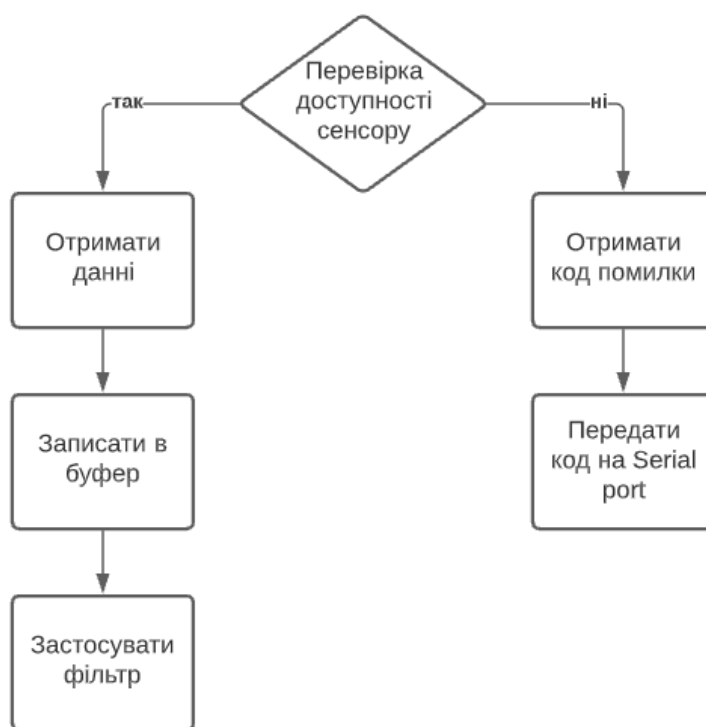 Перевірка
доступності
сенсору
так
ні
Отримати
данні
Отримати
код помилки
Записати в
буфер
Передати
код на Serial
port
Застосувати
фільтр